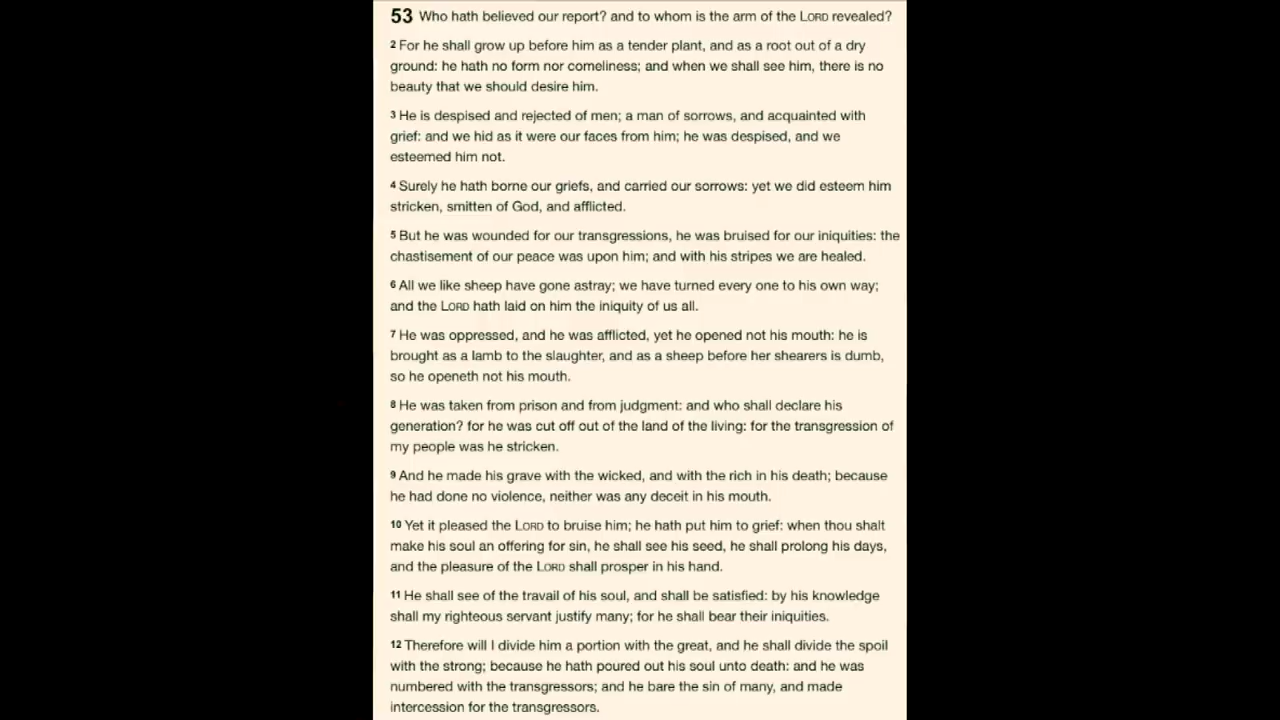 53 Who hath believed our report? and to whom is the arm of the LORD revealed?
2 For he shall grow up before him as a tender plant, and as a root out of a dry
ground: he hath no form nor comeliness; and when we shall see him, there is no
beauty that we should desire him.
3 He is despised and rejected of men; a man of sorrows, and acquainted with
grief: and we hid as it were our faces from him; he was despised, and we
esteemed him not.
4 Surely he hath borne our griefs, and carried our sorrows: yet we did esteem him
stricken, smitten of God, and afflicted.
5 But he was wounded for our transgressions, he was bruised for our iniquities: the
chastisement of our peace was upon him; and with his stripes we are healed.
6 All we like sheep have gone astray; we have turned every one to his own way;
and the LORD hath laid on him the iniquity of us all.
7 He was oppressed, and he was afflicted, yet he opened not his mouth: he is
brought as a lamb to the slaughter, and as a sheep before her shearers is dumb,
so he openeth not his mouth.
8 He was taken from prison and from judgment: and who shall declare his
generation? for he was cut off out of the land of the living: for the transgression of
my people was he stricken.
9 And he made his grave with the wicked, and with the rich in his death; because
he had done no violence, neither was any deceit in his mouth.
10 Yet it pleased the LORD to bruise him; he hath put him to grief: when thou shalt
make his soul an offering for sin, he shall see his seed, he shall prolong his days,
and the pleasure of the LORD shall prosper in his hand.
11 He shall see of the travail of his soul, and shall be satisfied: by his knowledge
shall my righteous servant justify many; for he shall bear their iniquities.
12 Therefore will I divide him a portion with the great, and he shall divide the spoil
with the strong; because he hath poured out his soul unto death: and he was
numbered with the transgressors; and he bare the sin of many, and made
intercession for the transgressors.